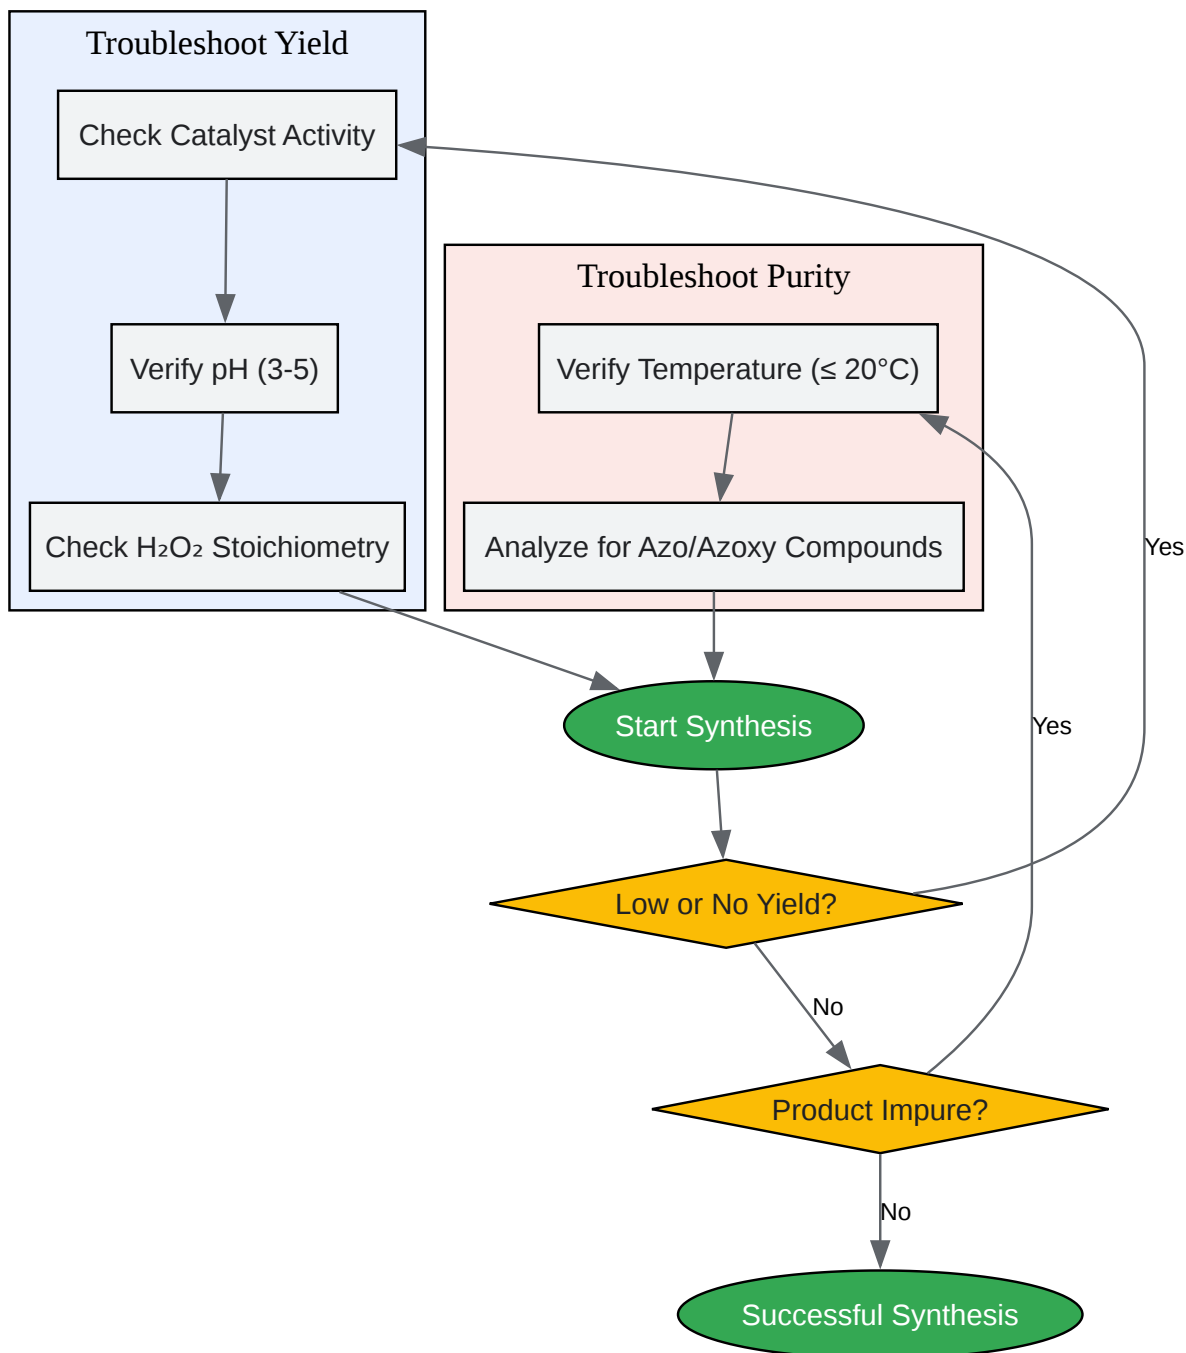 Troubleshoot Yield
Check Catalyst Activity
Verify pH (3-5)
Check H₂O₂ Stoichiometry
Troubleshoot Purity
Verify Temperature (≤ 20°C)
Analyze for Azo/Azoxy Compounds
Yes
Yes
Start Synthesis
Low or No Yield?
No
Product Impure?
No
Successful Synthesis